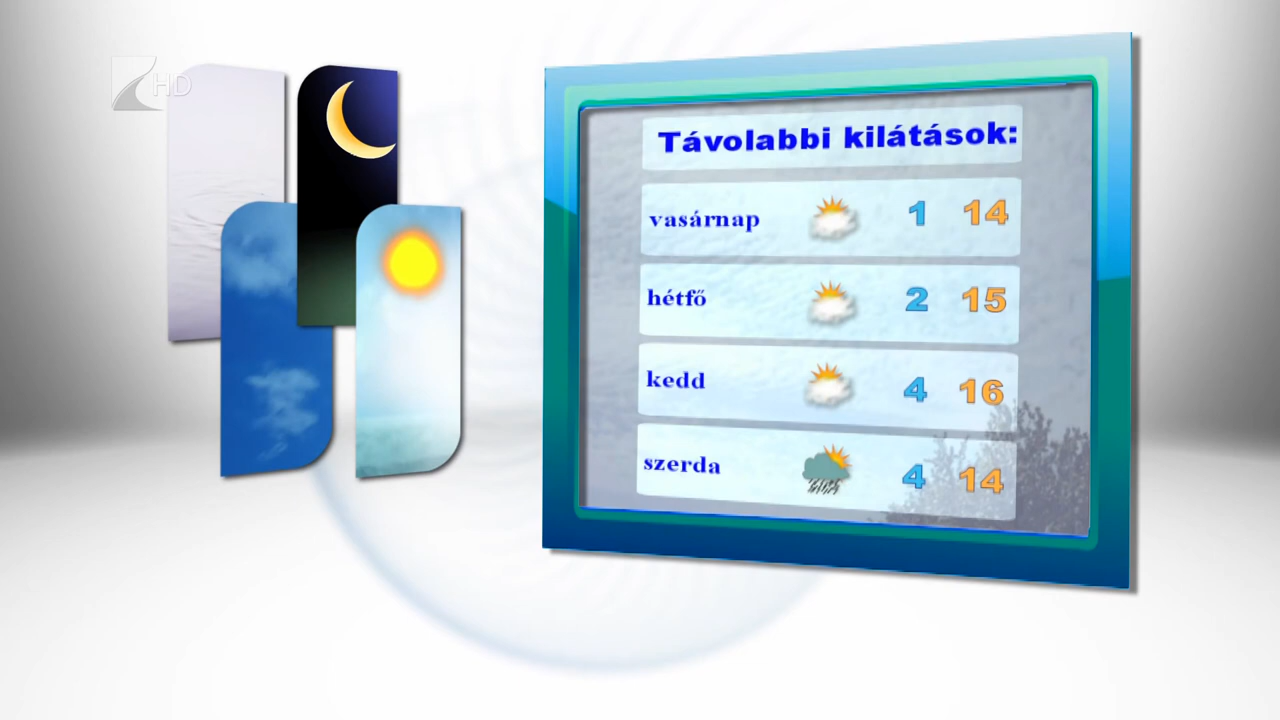 HD
Távolabbi kilátások:
vasárnap 1 14
hétfő 2 15
kedd 4 16
szerda 4 14